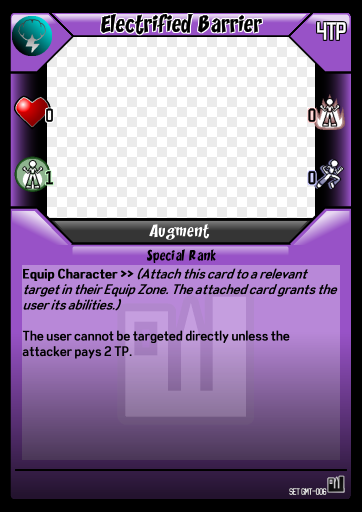 Electrified Barrier
4TP
0
0
1
0
Augment
Special Rank
Equip Character >> (Attach this card to a relevant
target in their Equip Zone. The attached card grants the
user its abilities.)
The user cannot be targeted directly unless the
attacker pays 2 TP.
SET GMT-006